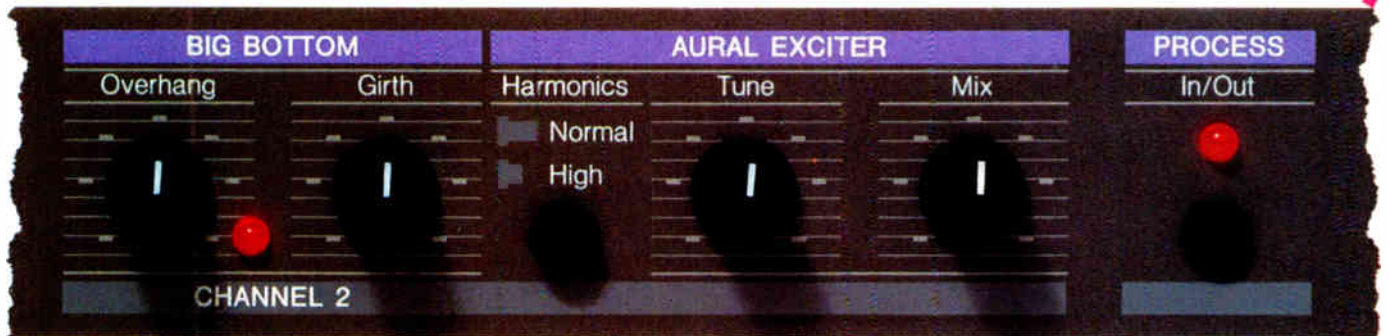 BIG BOTTOM AURAL EXCITER PROCESS
Overhang Girth Harmonics Tune Mix In/Out
Normal
High
CHANNEL 2